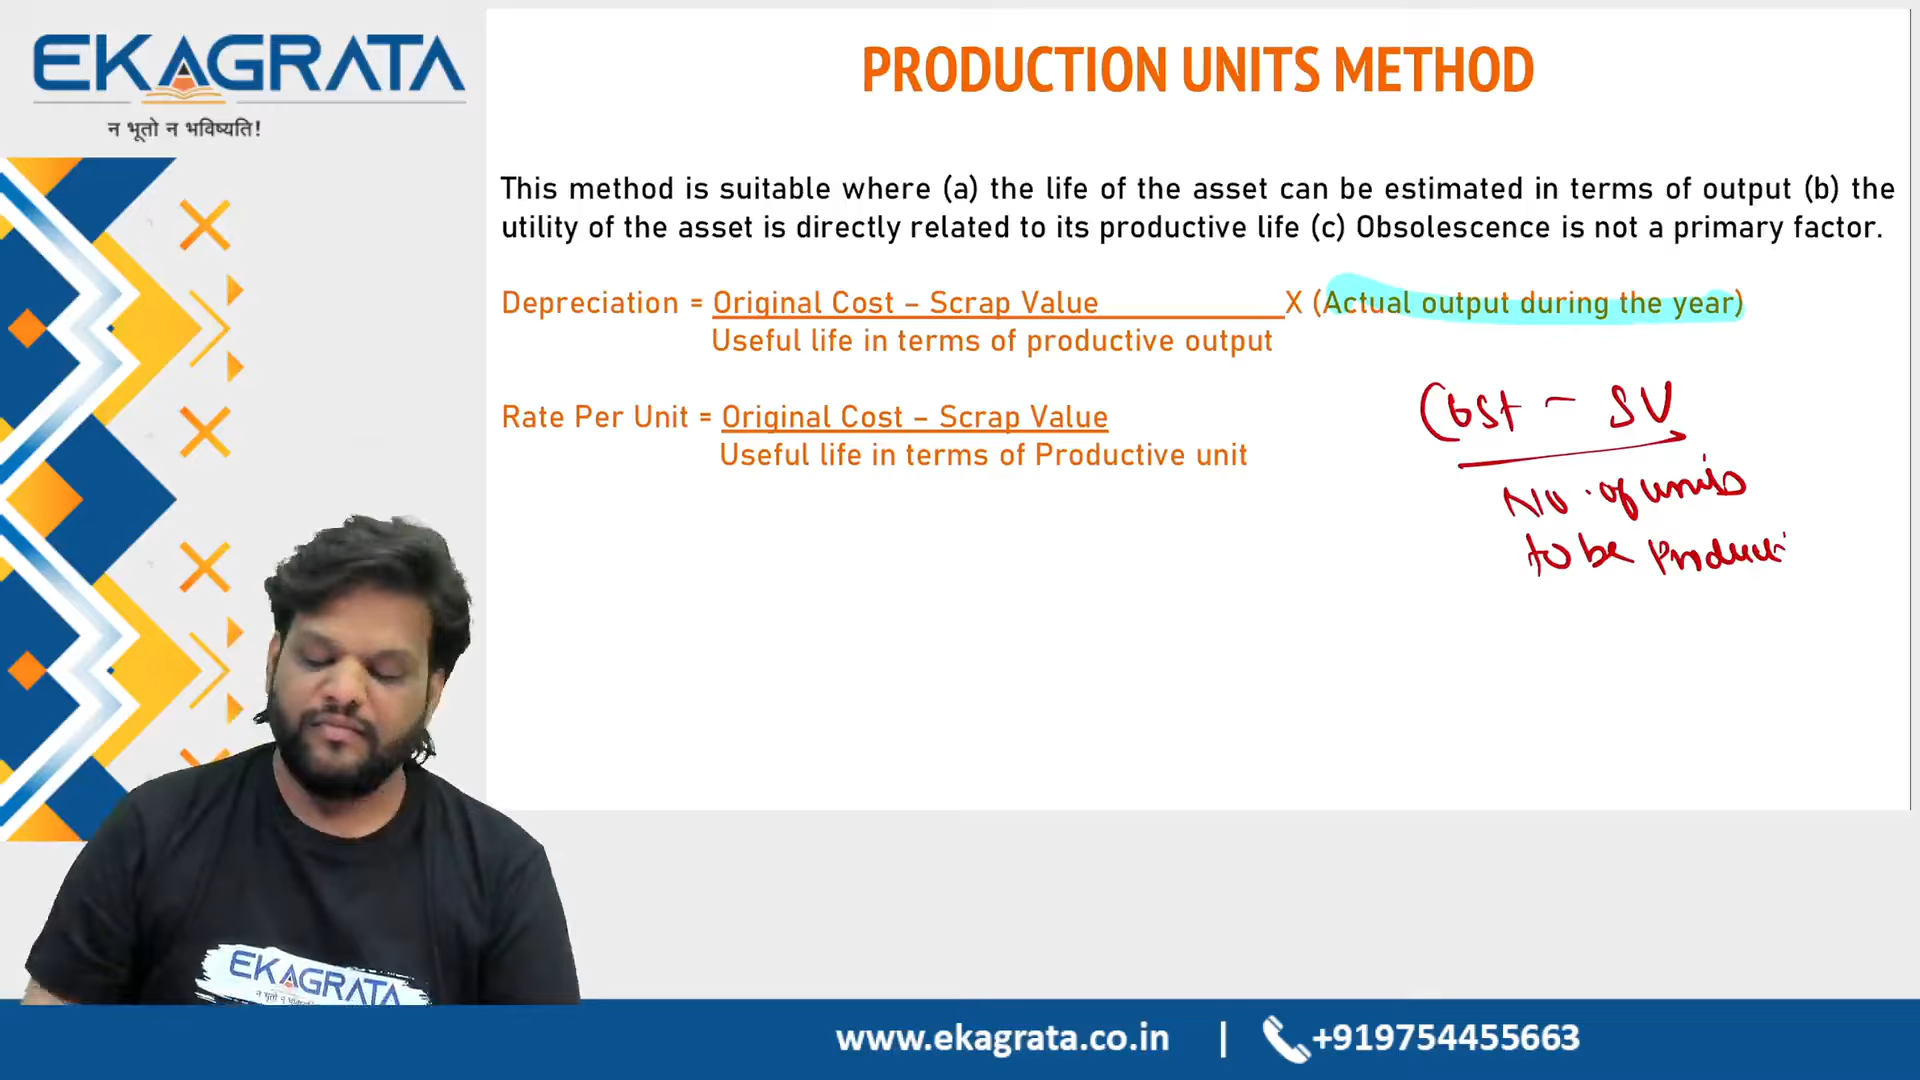 EKAGRATA
न भूतो न भविष्यति!
PRODUCTION UNITS METHOD
This method is suitable where (a) the life of the asset can be estimated in terms of output (b) the
utility of the asset is directly related to its productive life (c) Obsolescence is not a primary factor.
Depreciation = Original Cost – Scrap Value X (Actual output during the year)
Useful life in terms of productive output
Rate Per Unit = Original Cost – Scrap Value
Useful life in terms of Productive unit
Cost – SV
No. of units
to be Producti
EKAGRATA
न भूतो न भविष्यति!
www.ekagrata.co.in | +919754455663